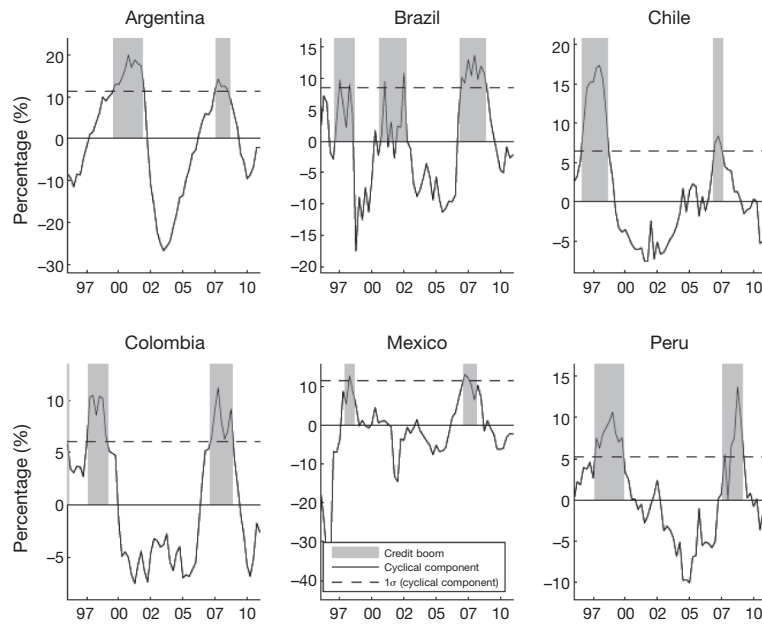 Argentina
Brazil
Chile
Percentage (%)
20
10
0
−10
−20
−30
97 00 02 05 07 10
15
10
5
0
−5
−10
−15
−20
97 00 02 05 07 10
20
15
10
5
0
−5
97 00 02 05 07 10
Colombia
Mexico
Peru
Percentage (%)
10
5
0
−5
97 00 02 05 07 10
10
0
−10
−20
−30
−40
Credit boom
Cyclical component
1σ (cyclical component)
97 00 02 05 07 10
15
10
5
0
−5
−10
97 00 02 05 07 10